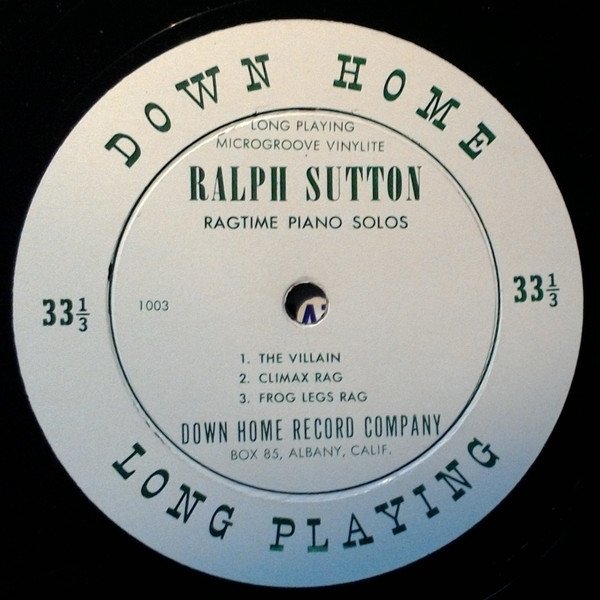 DOWN HOME
LONG PLAYING
MICROGROOVE VINYLITE
RALPH SUTTON
RAGTIME PIANO SOLOS
33⅓
1003
33⅓
1. THE VILLAIN
2. CLIMAX RAG
3. FROG LEGS RAG
DOWN HOME RECORD COMPANY
BOX 85, ALBANY, CALIF.
LONG PLAYING